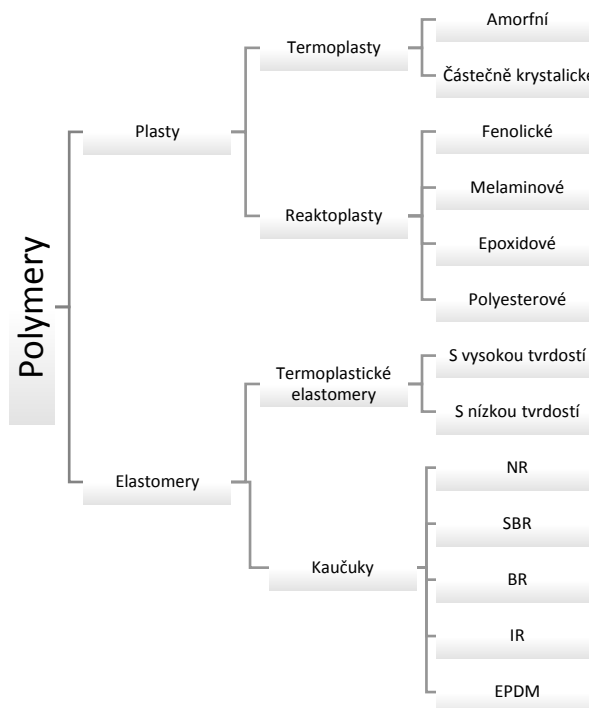 Polymery
Plasty
Termoplasty
Amorfní
Částečně krystalické
Reaktoplasty
Fenolické
Melaminové
Epoxidové
Polyesterové
Elastomery
Termoplastické
elastomery
S vysokou tvrdostí
S nízkou tvrdostí
Kaučuky
NR
SBR
BR
IR
EPDM